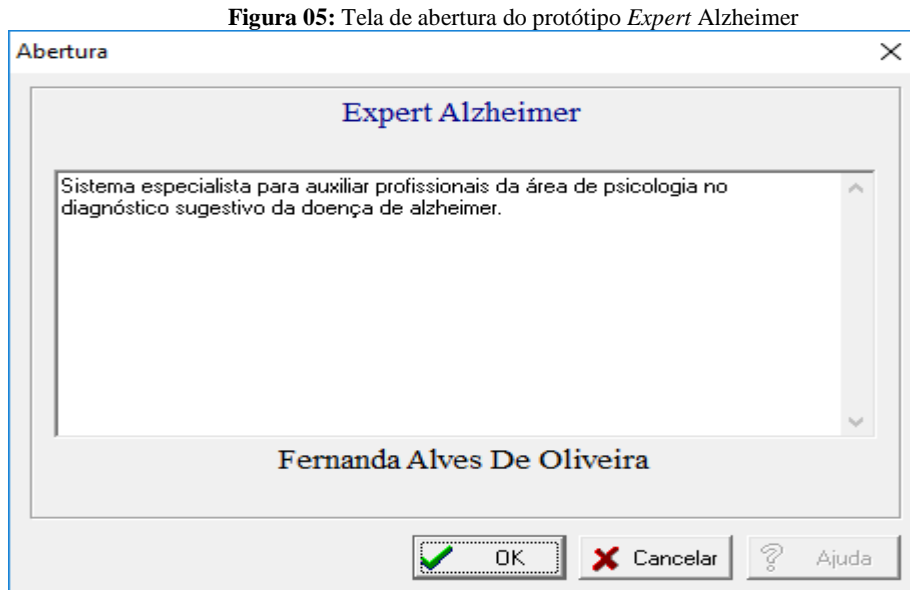 Figura 05: Tela de abertura do protótipo Expert Alzheimer
Abertura
Expert Alzheimer
Sistema especialista para auxiliar profissionais da área de psicologia no
diagnóstico sugestivo da doença de alzheimer.
Fernanda Alves De Oliveira
OK
Cancelar
Ajuda